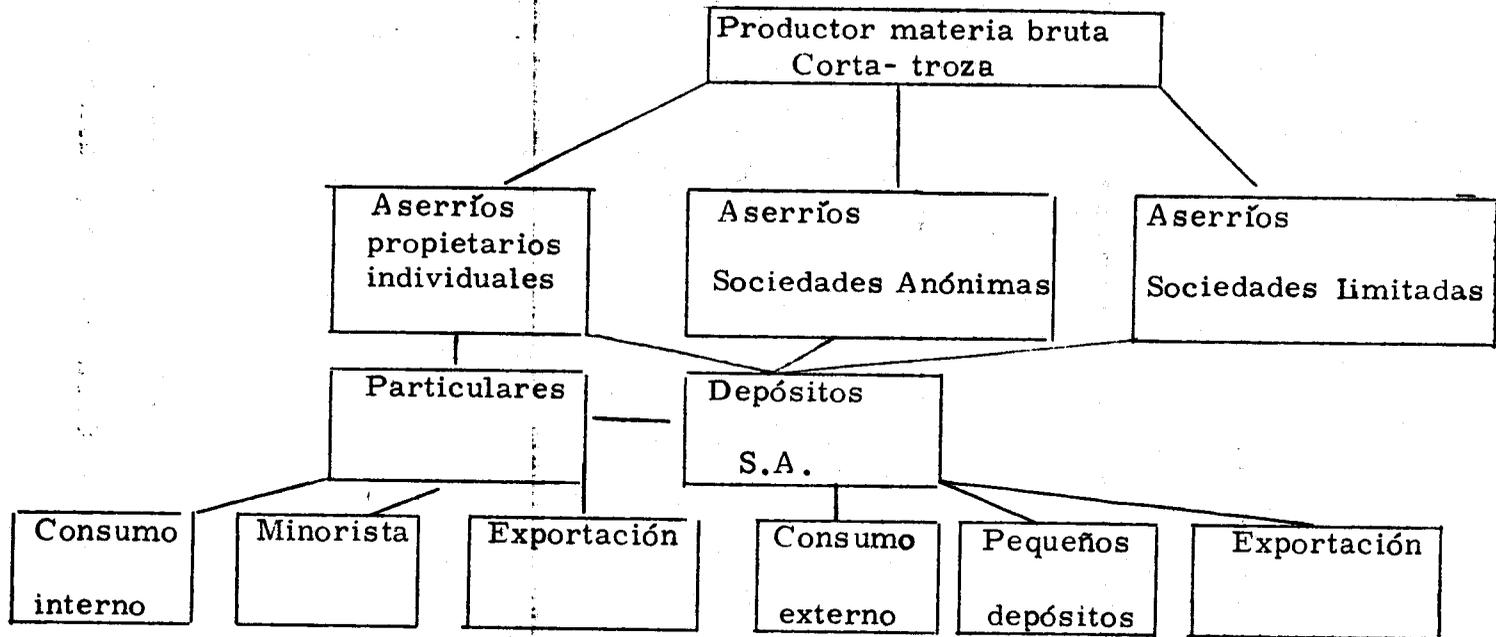 Productor materia bruta
Corta- troza
Aserríos
propietarios
individuales
Aserríos
Sociedades Anónimas
Aserríos
Sociedades Limitadas
Particulares
Depósitos
S.A.
Consumo
interno
Minorista
Exportación
Consumo
externo
Pequeños
depósitos
Exportación